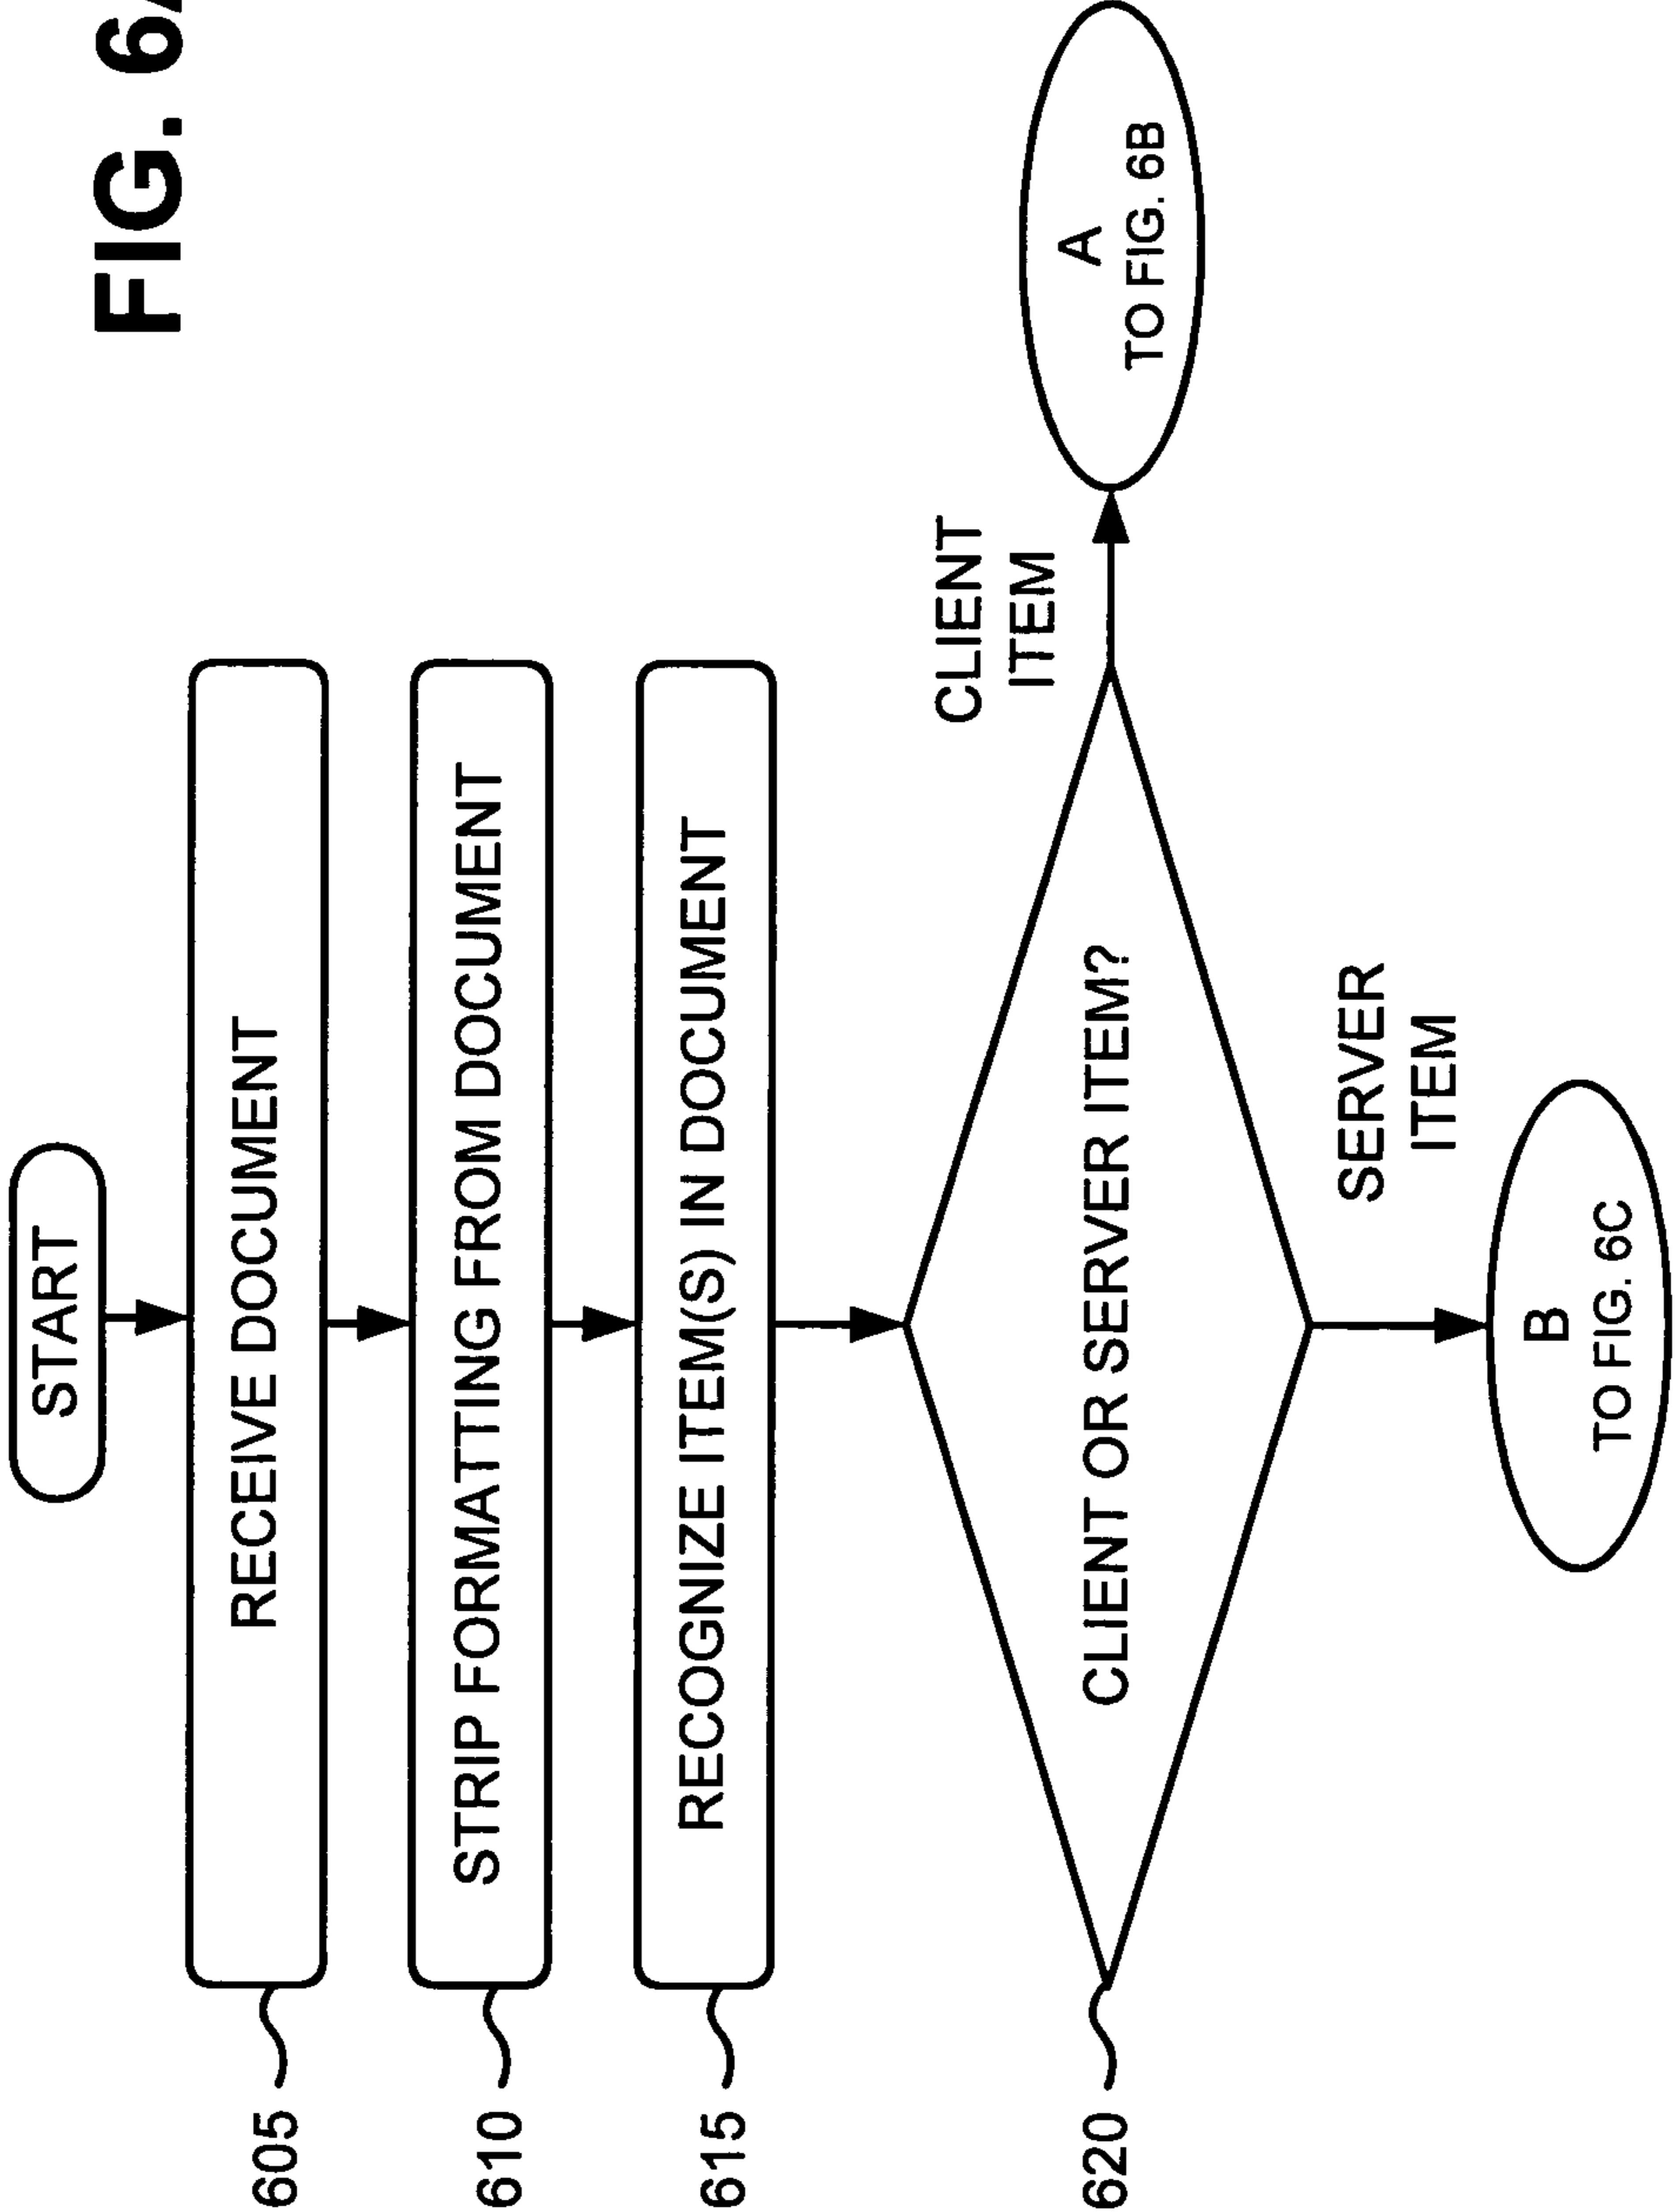 START
FIG. 6A
605
RECEIVE DOCUMENT
610
STRIP FORMATTING FROM DOCUMENT
615
RECOGNIZE ITEM(S) IN DOCUMENT
620
CLIENT OR SERVER ITEM?
CLIENT
ITEM
A
TO FIG. 6B
SERVER
ITEM
B
TO FIG. 6C